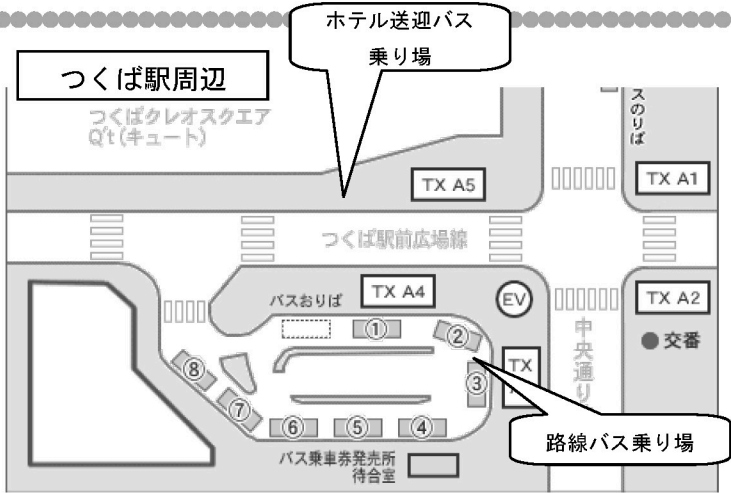 ホテル送迎バス
乗り場
つくば駅周辺
つくばクレオスクエア
Q't(キュート)
スのりば
TX A5
TX A1
つくば駅前広場線
バスおりば
TX A4
EV
TX A2
交番
中央通り
①
②
③
④
⑤
⑥
⑦
⑧
TX
路線バス乗り場
バス乗車券発売所
待合室